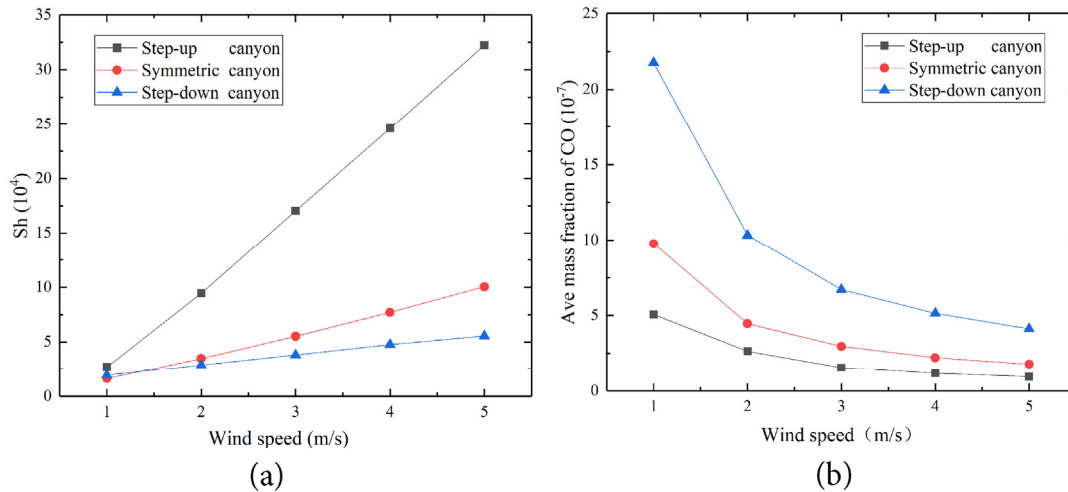 35
30
25
20
15
10
5
0
Sh (10⁴)
Step-up canyon
Symmetric canyon
Step-down canyon
1 2 3 4 5
Wind speed (m/s)
(a)
25
20
15
10
5
0
Ave mass fraction of CO (10⁻⁷)
Step-up canyon
Symmetric canyon
Step-down canyon
1 2 3 4 5
Wind speed（m/s）
(b)